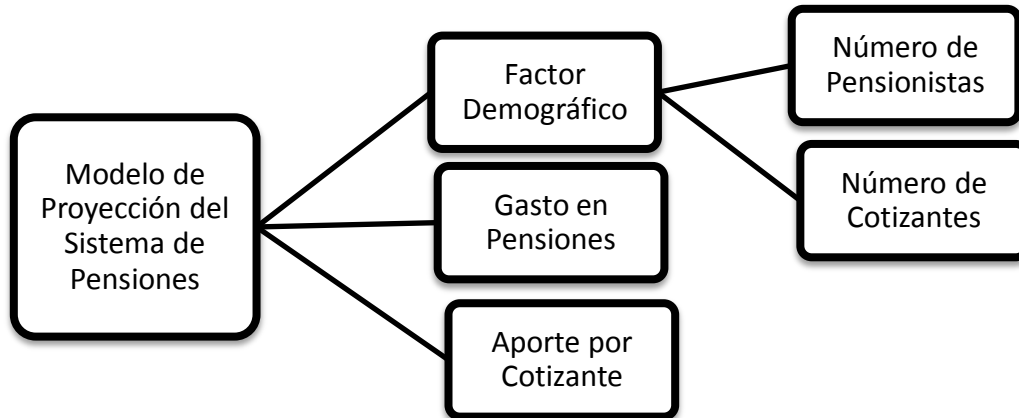 Modelo de
Proyección del
Sistema de
Pensiones
Factor
Demográfico
Gasto en
Pensiones
Aporte por
Cotizante
Número de
Pensionistas
Número de
Cotizantes